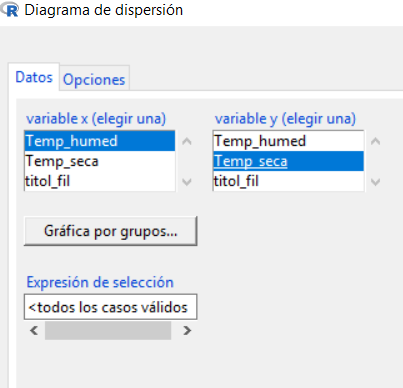 Diagrama de dispersión
Datos Opciones
variable x (elegir una) variable y (elegir una)
Temp_humed Temp_humed
Temp_seca Temp_seca
titol_fil titol_fil
Gráfica por grupos...
Expresión de selección
<todos los casos válidos